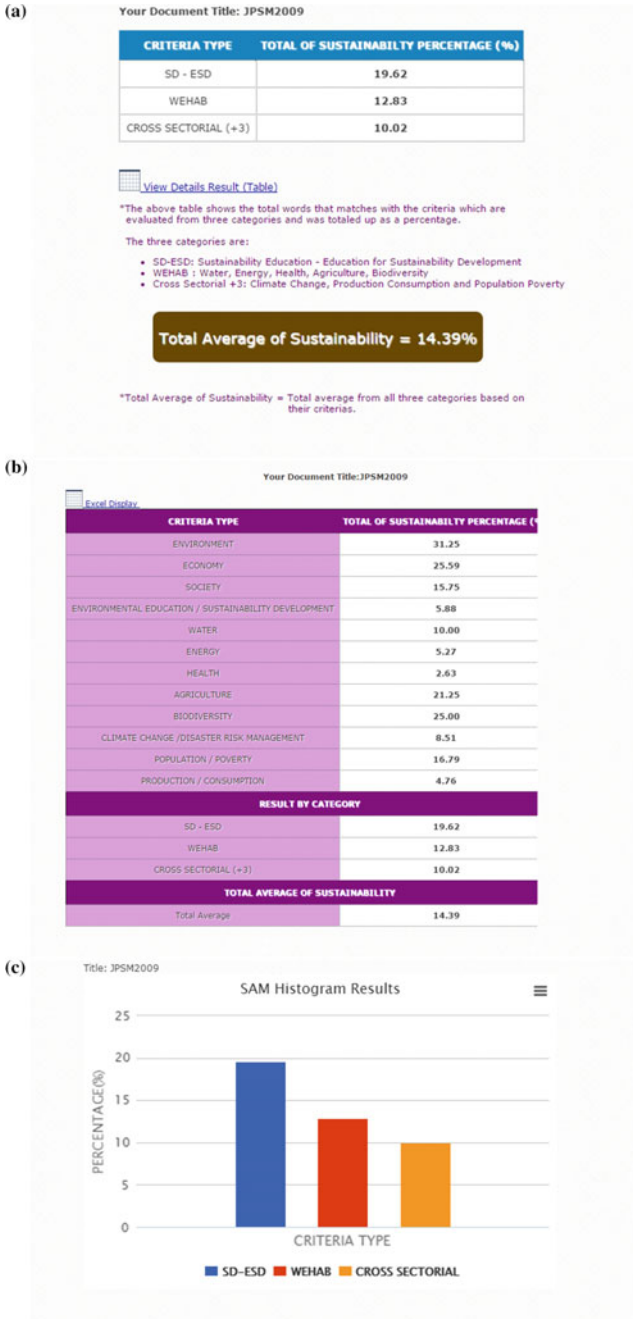 (a)
Your Document Title: JPSM2009
CRITERIA TYPE TOTAL OF SUSTAINABILTY PERCENTAGE (%)
SD - ESD 19.62
WEHAB 12.83
CROSS SECTORIAL (+3) 10.02
View Details Result (Table)
*The above table shows the total words that matches with the criteria which are
evaluated from three categories and was totaled up as a percentage.
The three categories are:
• SD-ESD: Sustainability Education - Education for Sustainability Development
• WEHAB : Water, Energy, Health, Agriculture, Biodiversity
• Cross Sectorial +3: Climate Change, Production Consumption and Population Poverty
Total Average of Sustainability = 14.39%
*Total Average of Sustainability = Total average from all three categories based on
their criterias.
(b)
Your Document Title:JPSM2009
Excel Display
CRITERIA TYPE TOTAL OF SUSTAINABILTY PERCENTAGE (
ENVIRONMENT 31.25
ECONOMY 25.59
SOCIETY 15.75
ENVIRONMENTAL EDUCATION / SUSTAINABILITY DEVELOPMENT 5.88
WATER 10.00
ENERGY 5.27
HEALTH 2.63
AGRICULTURE 21.25
BIODIVERSITY 25.00
CLIMATE CHANGE /DISASTER RISK MANAGEMENT 8.51
POPULATION / POVERTY 16.79
PRODUCTION / CONSUMPTION 4.76
RESULT BY CATEGORY
SD - ESD 19.62
WEHAB 12.83
CROSS SECTORIAL (+3) 10.02
TOTAL AVERAGE OF SUSTAINABILITY
Total Average 14.39
(c)
Title: JPSM2009
SAM Histogram Results
25
20
15
10
5
0
PERCENTAGE(%)
CRITERIA TYPE
SD-ESD WEHAB CROSS SECTORIAL